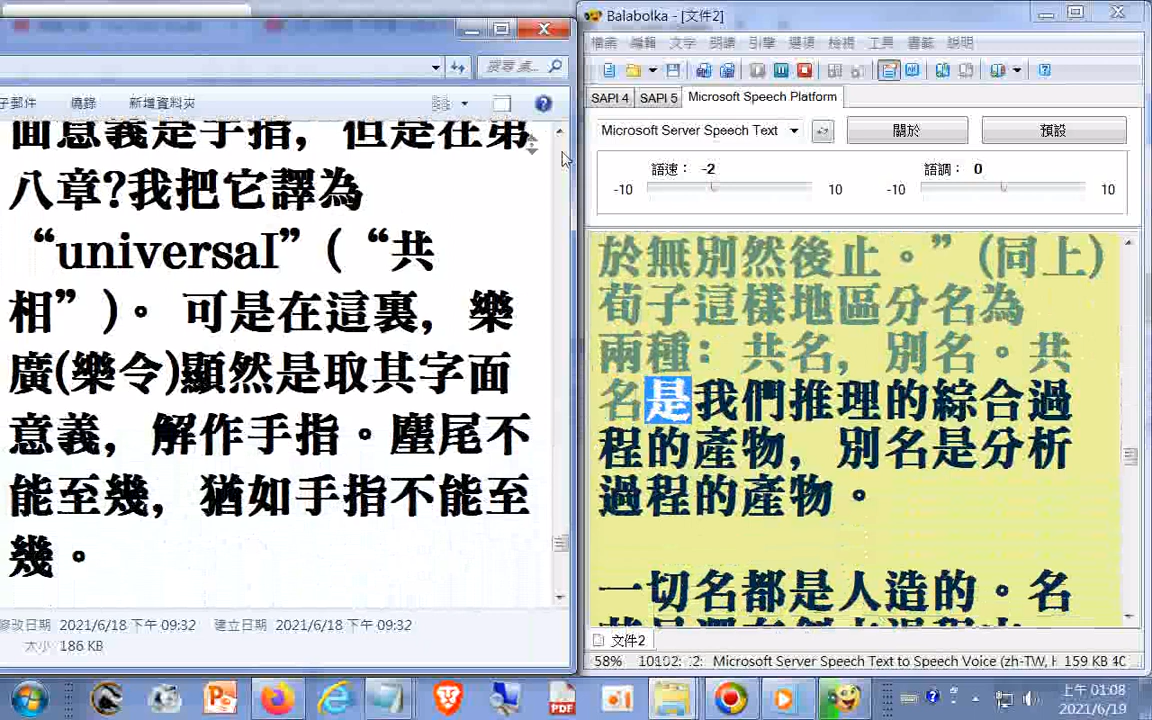 Balabolka - [文件2]
檔案 編輯 文字 朗讀 引擎 選項 檢視 工具 書籤 說明
搜尋 桌...
子郵件 燒錄 新增資料夾
SAPI 4 SAPI 5 Microsoft Speech Platform
Microsoft Server Speech Text 關於 預設
語速： -2 語調： 0
-10 10 -10 10
面意義是手指，但是在第
八章?我把它譯為
“universaI”(“共
相”)。 可是在這裏，樂
廣(樂令)顯然是取其字面
意義，解作手指。麈尾不
能至幾，猶如手指不能至
幾。
於無別然後止。”(同上)
荀子這樣地區分名為
兩種：共名，別名。共
名是我們推理的綜合過
程的產物，別名是分析
過程的產物。
一切名都是人造的。名
修改日期 2021/6/18 下午 09:32 建立日期 2021/6/18 下午 09:32
大小 186 KB
文件2
58% Microsoft Server Speech Text to Speech Voice (zh-TW, H 159 KB
PDF
上午 01:08
2021/6/19